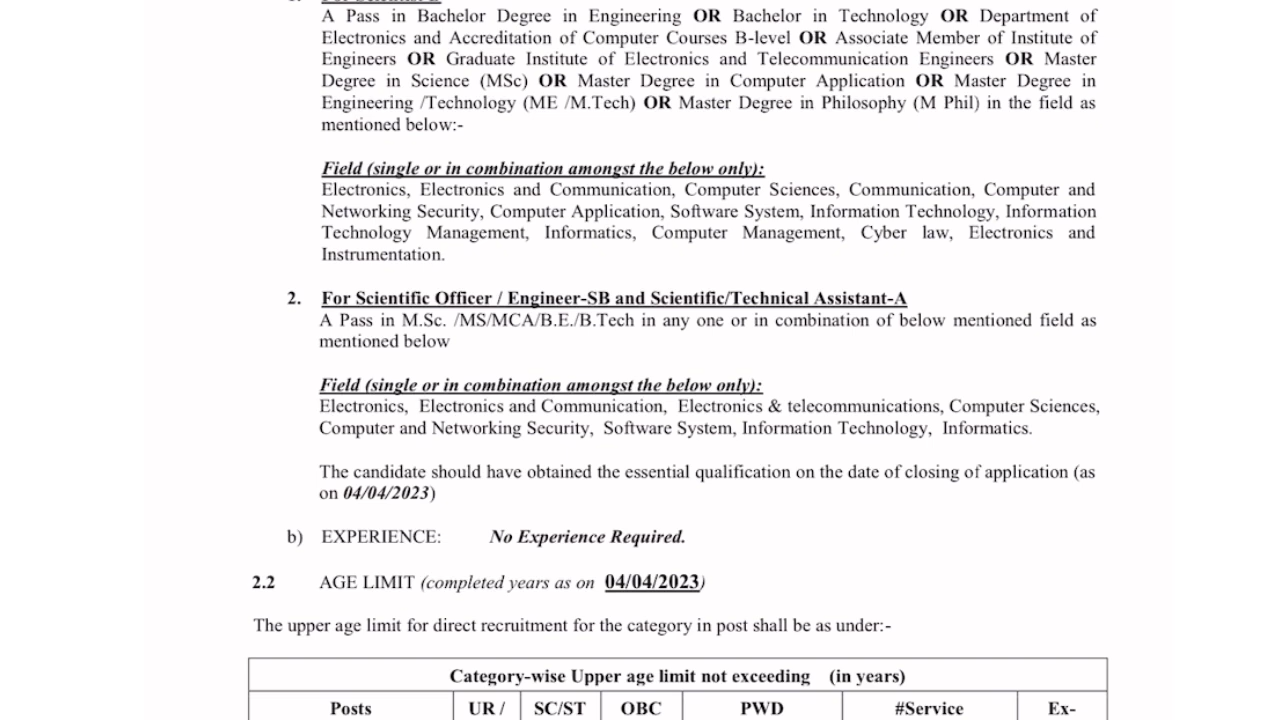 A Pass in Bachelor Degree in Engineering OR Bachelor in Technology OR Department of
Electronics and Accreditation of Computer Courses B-level OR Associate Member of Institute of
Engineers OR Graduate Institute of Electronics and Telecommunication Engineers OR Master
Degree in Science (MSc) OR Master Degree in Computer Application OR Master Degree in
Engineering /Technology (ME /M.Tech) OR Master Degree in Philosophy (M Phil) in the field as
mentioned below:-
Field (single or in combination amongst the below only):
Electronics, Electronics and Communication, Computer Sciences, Communication, Computer and
Networking Security, Computer Application, Software System, Information Technology, Information
Technology Management, Informatics, Computer Management, Cyber law, Electronics and
Instrumentation.
2. For Scientific Officer / Engineer-SB and Scientific/Technical Assistant-A
A Pass in M.Sc. /MS/MCA/B.E./B.Tech in any one or in combination of below mentioned field as
mentioned below
Field (single or in combination amongst the below only):
Electronics, Electronics and Communication, Electronics & telecommunications, Computer Sciences,
Computer and Networking Security, Software System, Information Technology, Informatics.
The candidate should have obtained the essential qualification on the date of closing of application (as
on 04/04/2023)
b) EXPERIENCE: No Experience Required.
2.2 AGE LIMIT (completed years as on 04/04/2023)
The upper age limit for direct recruitment for the category in post shall be as under:-
Category-wise Upper age limit not exceeding (in years)
Posts UR / SC/ST OBC PWD #Service Ex-